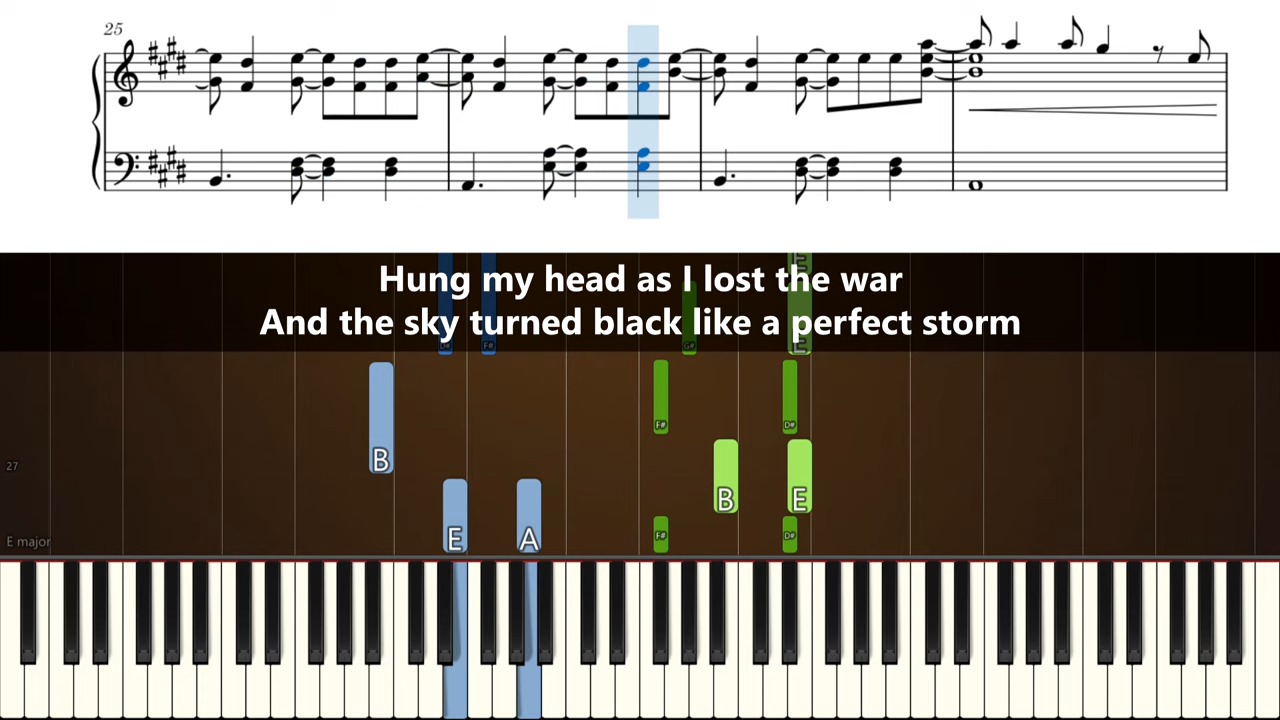 25
Hung my head as I lost the war
And the sky turned black like a perfect storm
D# F# G# E E
F# D#
B
27
B E
E A
F# D#
E major